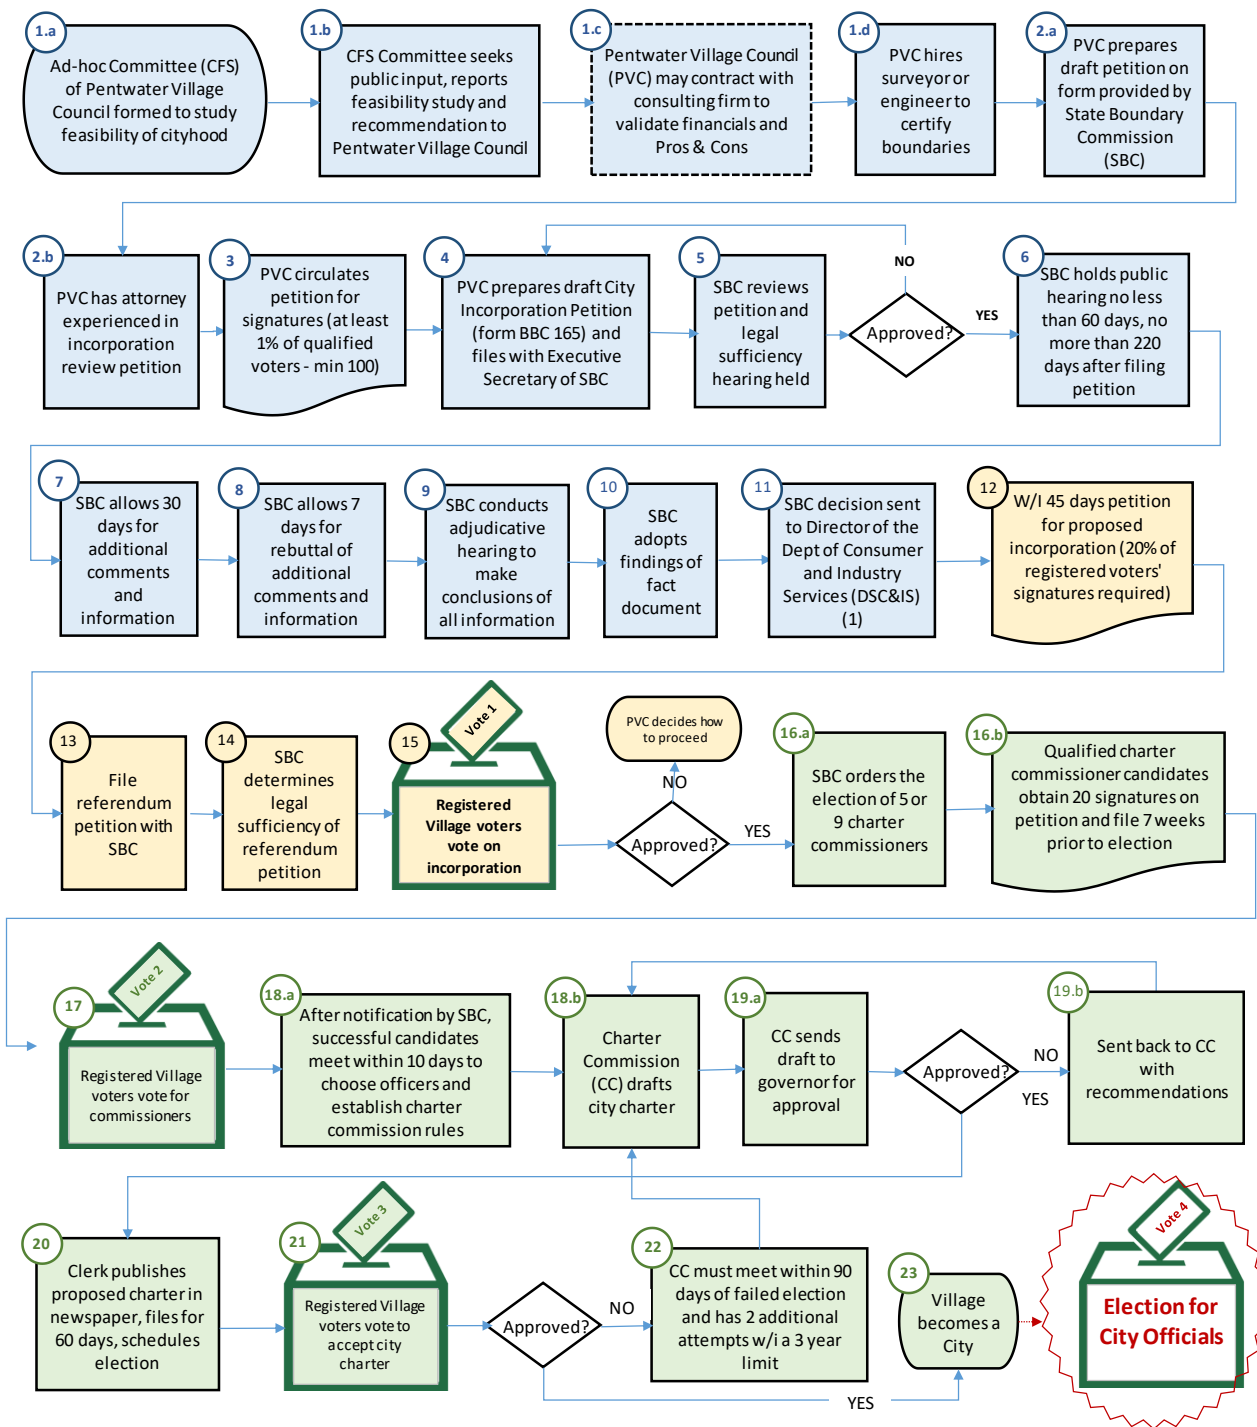 1.a
Ad-hoc Committee (CFS)
of Pentwater Village
Council formed to study
feasibility of cityhood
1.b
CFS Committee seeks
public input, reports
feasibility study and
recommendation to
Pentwater Village Council
1.c
Pentwater Village Council
(PVC) may contract with
consulting firm to
validate financials and
Pros & Cons
1.d
PVC hires
surveyor or
engineer to
certify
boundaries
2.a
PVC prepares
draft petition on
form provided by
State Boundary
Commission
(SBC)
2.b
PVC has attorney
experienced in
incorporation
review petition
3
PVC circulates
petition for
signatures (at least
1% of qualified
voters - min 100)
4
PVC prepares draft City
Incorporation Petition
(form BBC 165) and
files with Executive
Secretary of SBC
5
SBC reviews
petition and
legal
sufficiency
hearing held
NO
Approved?
YES
6
SBC holds public
hearing no less
than 60 days, no
more than 220
days after filing
petition
7
SBC allows 30
days for
additional
comments
and
information
8
SBC allows 7
days for
rebuttal of
additional
comments and
information
9
SBC conducts
adjudicative
hearing to
make
conclusions of
all information
10
SBC
adopts
findings of
fact
document
11
SBC decision sent
to Director of the
Dept of Consumer
and Industry
Services (DSC&IS)
(1)
12
W/I 45 days petition
for proposed
incorporation (20% of
registered voters'
signatures required)
13
File
referendum
petition with
SBC
14
SBC
determines
legal
sufficiency of
referendum
petition
15
Vote 1
Registered
Village voters
vote on
incorporation
PVC decides how
to proceed
NO
Approved?
YES
16.a
SBC orders the
election of 5 or
9 charter
commissioners
16.b
Qualified charter
commissioner candidates
obtain 20 signatures on
petition and file 7 weeks
prior to election
17
Vote 2
Registered Village
voters vote for
commissioners
18.a
After notification by SBC,
successful candidates
meet within 10 days to
choose officers and
establish charter
commission rules
18.b
Charter
Commission
(CC) drafts
city charter
19.a
CC sends
draft to
governor for
approval
Approved?
NO
YES
19.b
Sent back to CC
with
recommendations
20
Clerk publishes
proposed charter in
newspaper, files for
60 days, schedules
election
21
Vote 3
Registered Village
voters vote to
accept city
charter
Approved?
NO
YES
22
CC must meet within 90
days of failed election
and has 2 additional
attempts w/i a 3 year
limit
23
Village
becomes a
City
Vote 4
Election for
City Officials